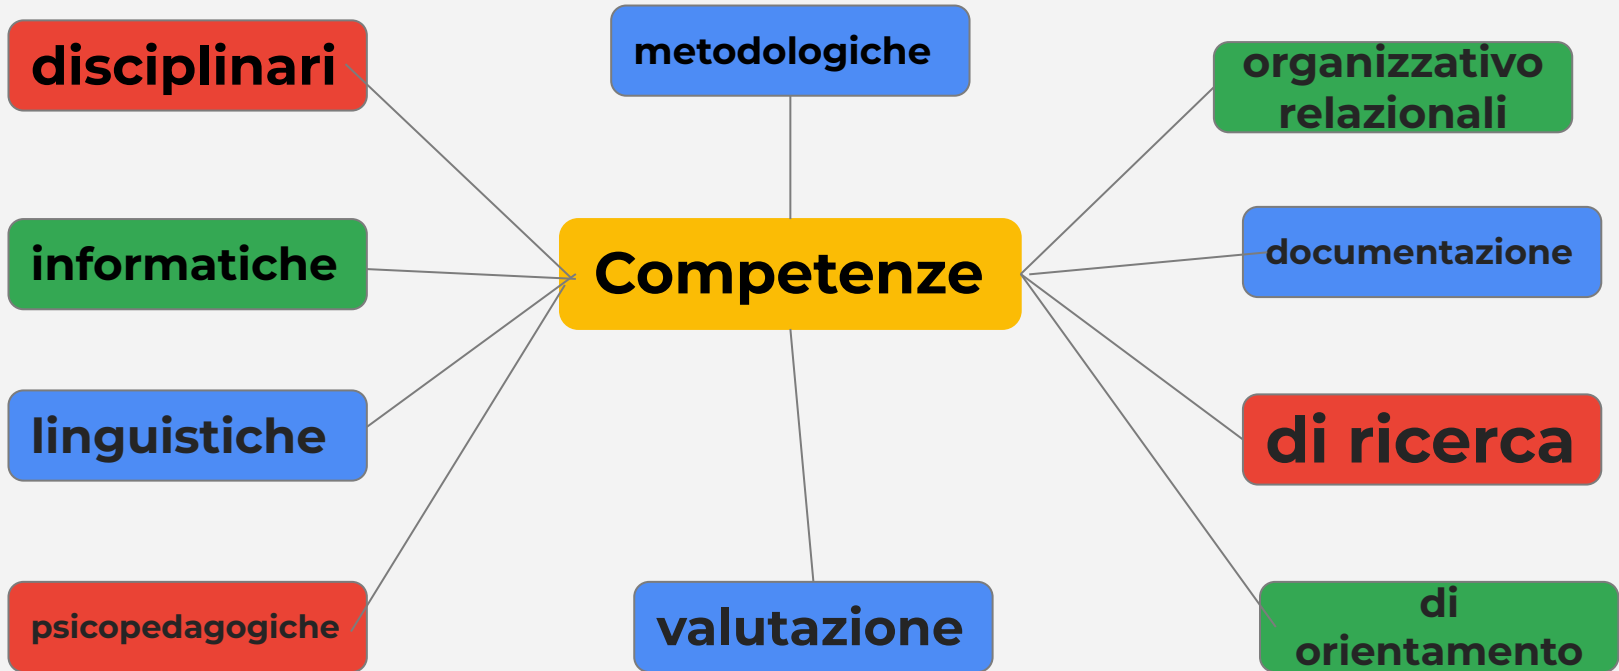 disciplinari
metodologiche
organizzativo
relazionali
informatiche
Competenze
documentazione
linguistiche
di ricerca
psicopedagogiche
valutazione
di
orientamento